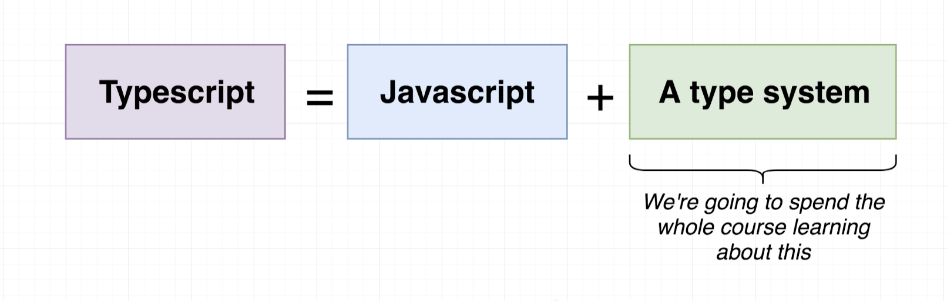 Typescript = Javascript + A type system
We're going to spend the
whole course learning
about this